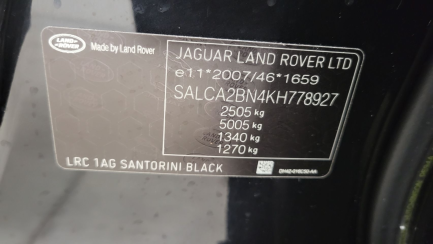 LAND ROVER
Made by Land Rover
JAGUAR LAND ROVER LTD
e11*2007/46*1659
SALCA2BN4KH778927
2505 kg
5005 kg
1340 kg
1270 kg
LRC 1AG SANTORINI BLACK